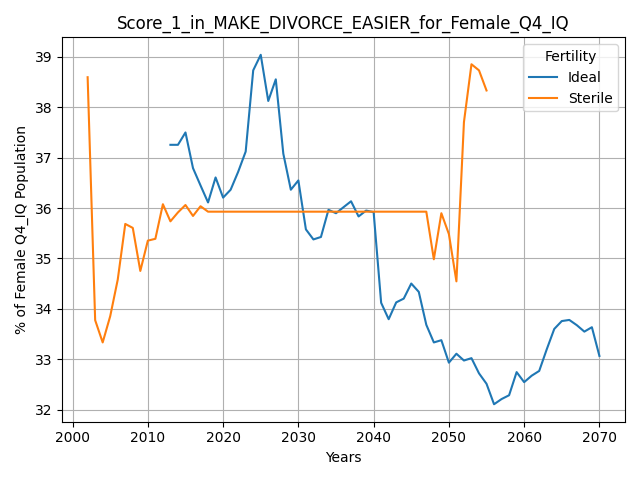 Score_1_in_MAKE_DIVORCE_EASIER_for_Female_Q4_IQ
Fertility
Ideal
Sterile
% of Female Q4_IQ Population
39
38
37
36
35
34
33
32
2000 2010 2020 2030 2040 2050 2060 2070
Years